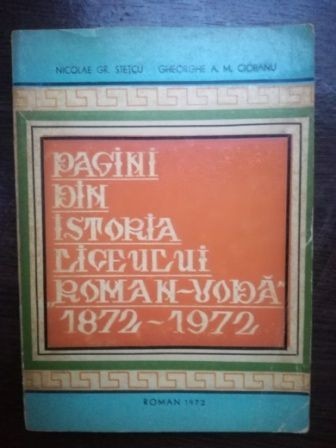 NICOLAE GR. STEȚCU GHEORGHE A. M. CIOBANU
PAGINI
DIN
ISTORIA
LICEULUI
„ROMAN-VODĂ"
1872-1972
ROMAN 1972